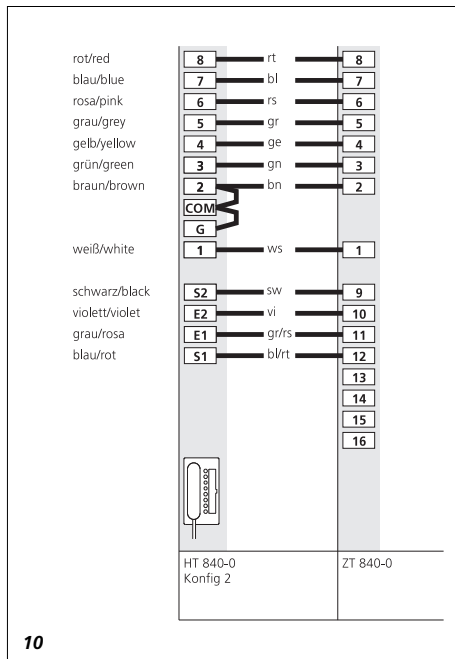 rot/red 8 rt 8
blau/blue 7 bl 7
rosa/pink 6 rs 6
grau/grey 5 gr 5
gelb/yellow 4 ge 4
grün/green 3 gn 3
braun/brown 2 bn 2
COM
G
weiß/white 1 ws 1
schwarz/black S2 sw 9
violett/violet E2 vi 10
grau/rosa E1 gr/rs 11
blau/rot S1 bl/rt 12
13
14
15
16
HT 840-0 ZT 840-0
Konfig 2
10